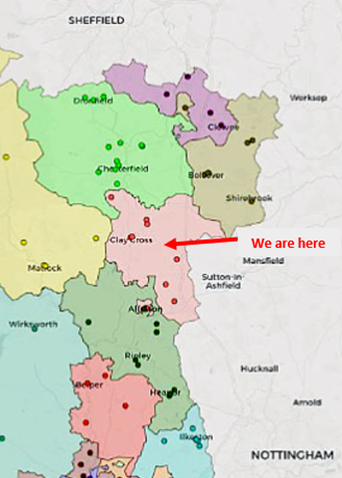 SHEFFIELD
Dronfield
Worksop
Clowne
Chesterfield
Bolsover
Shirebrook
Clay Cross
We are here
Mansfield
Matlock
Sutton-In-
Ashfield
Alfreton
Wirksworth
Ripley
Hucknall
Belper
Heanor
Arnold
Ilkeston
NOTTINGHAM